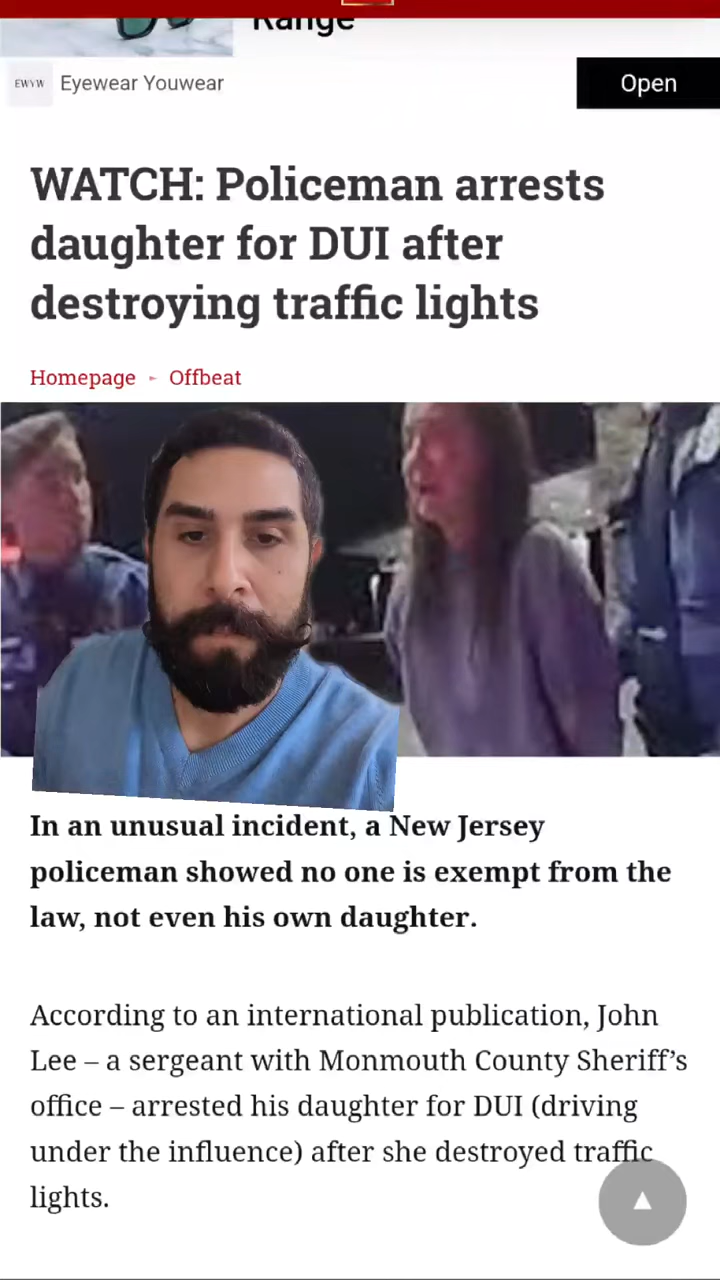 Range
EWYW
Eyewear Youwear
Open
WATCH: Policeman arrests
daughter for DUI after
destroying traffic lights
Homepage ► Offbeat
In an unusual incident, a New Jersey
policeman showed no one is exempt from the
law, not even his own daughter.
According to an international publication, John
Lee – a sergeant with Monmouth County Sheriff’s
office – arrested his daughter for DUI (driving
under the influence) after she destroyed traffic
lights.